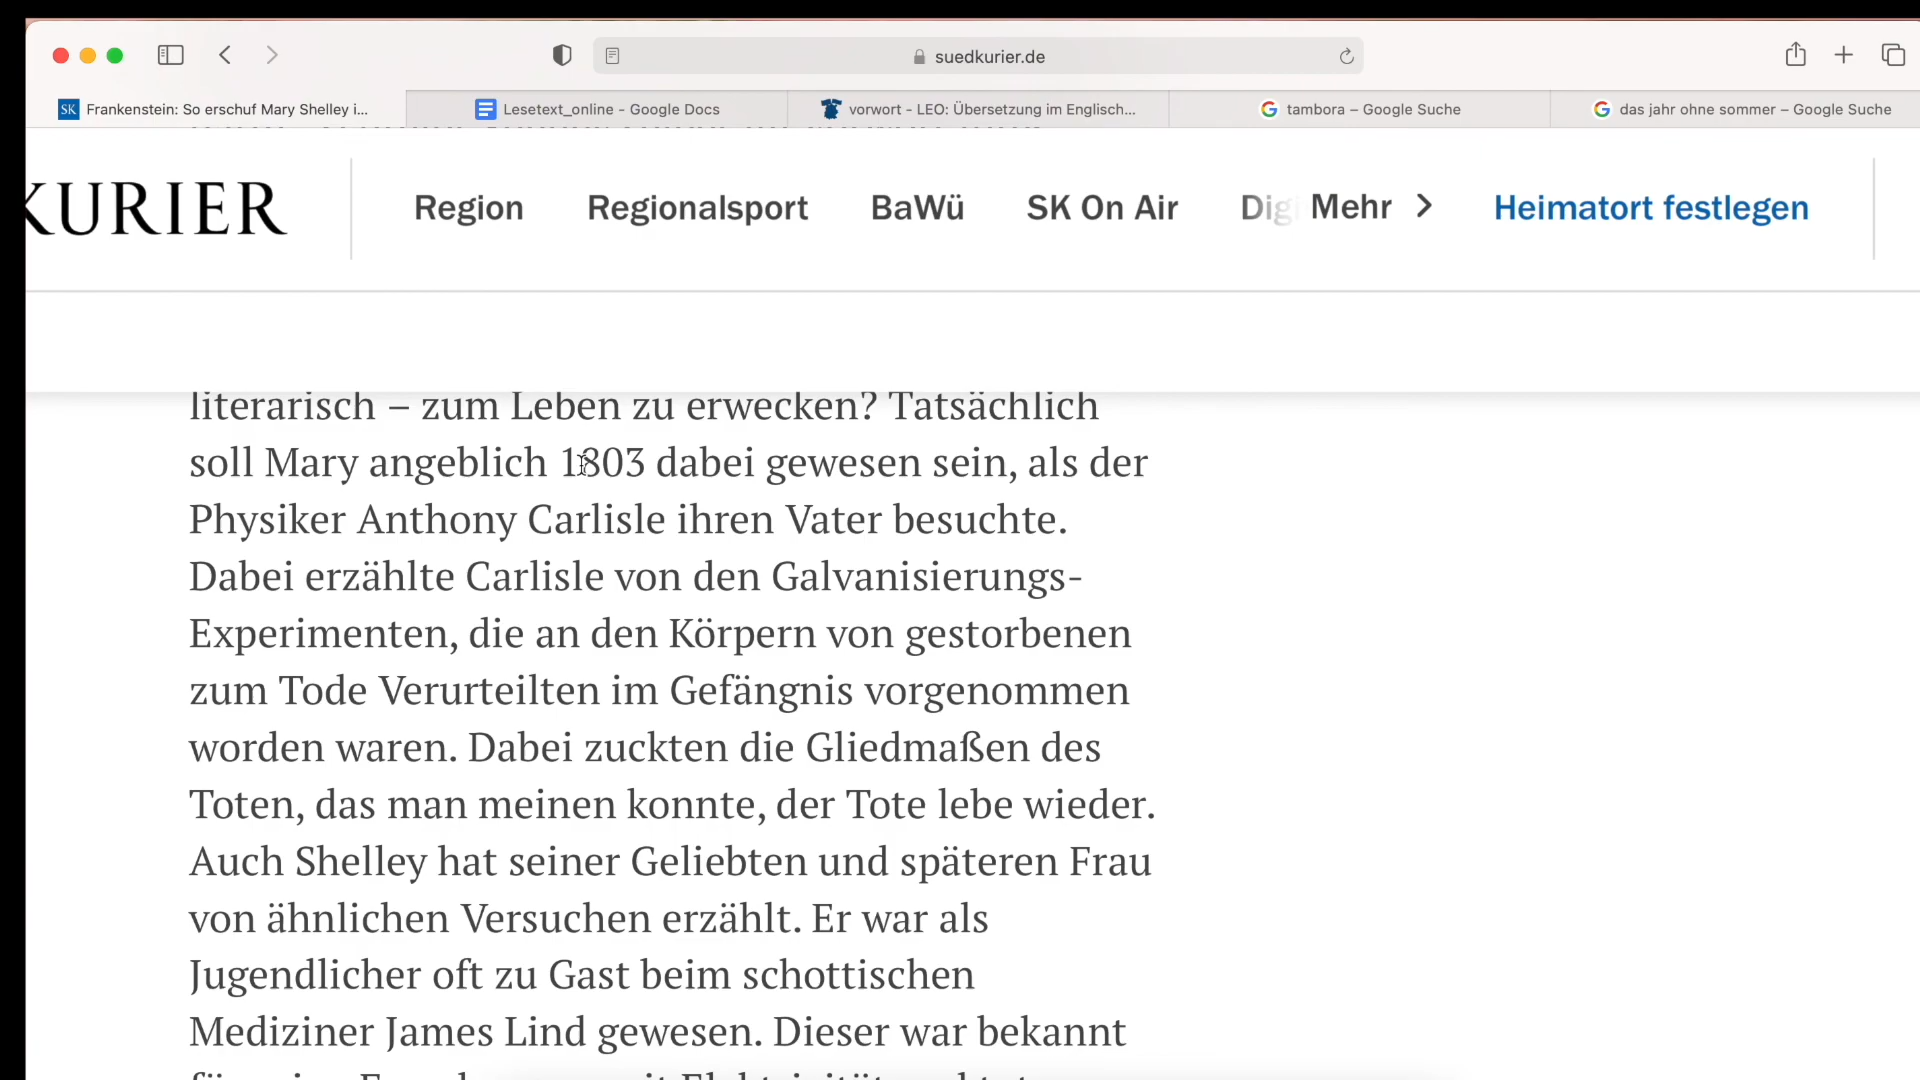 suedkurier.de
SK Frankenstein: So erschuf Mary Shelley i...
Lesetext_online - Google Docs
vorwort - LEO: Übersetzung im Englisch...
tambora – Google Suche
das jahr ohne sommer – Google Suche
KURIER
Region
Regionalsport
BaWü
SK On Air
Digi
Mehr
Heimatort festlegen
literarisch – zum Leben zu erwecken? Tatsächlich
soll Mary angeblich 1803 dabei gewesen sein, als der
Physiker Anthony Carlisle ihren Vater besuchte.
Dabei erzählte Carlisle von den Galvanisierungs-
Experimenten, die an den Körpern von gestorbenen
zum Tode Verurteilten im Gefängnis vorgenommen
worden waren. Dabei zuckten die Gliedmaßen des
Toten, das man meinen konnte, der Tote lebe wieder.
Auch Shelley hat seiner Geliebten und späteren Frau
von ähnlichen Versuchen erzählt. Er war als
Jugendlicher oft zu Gast beim schottischen
Mediziner James Lind gewesen. Dieser war bekannt